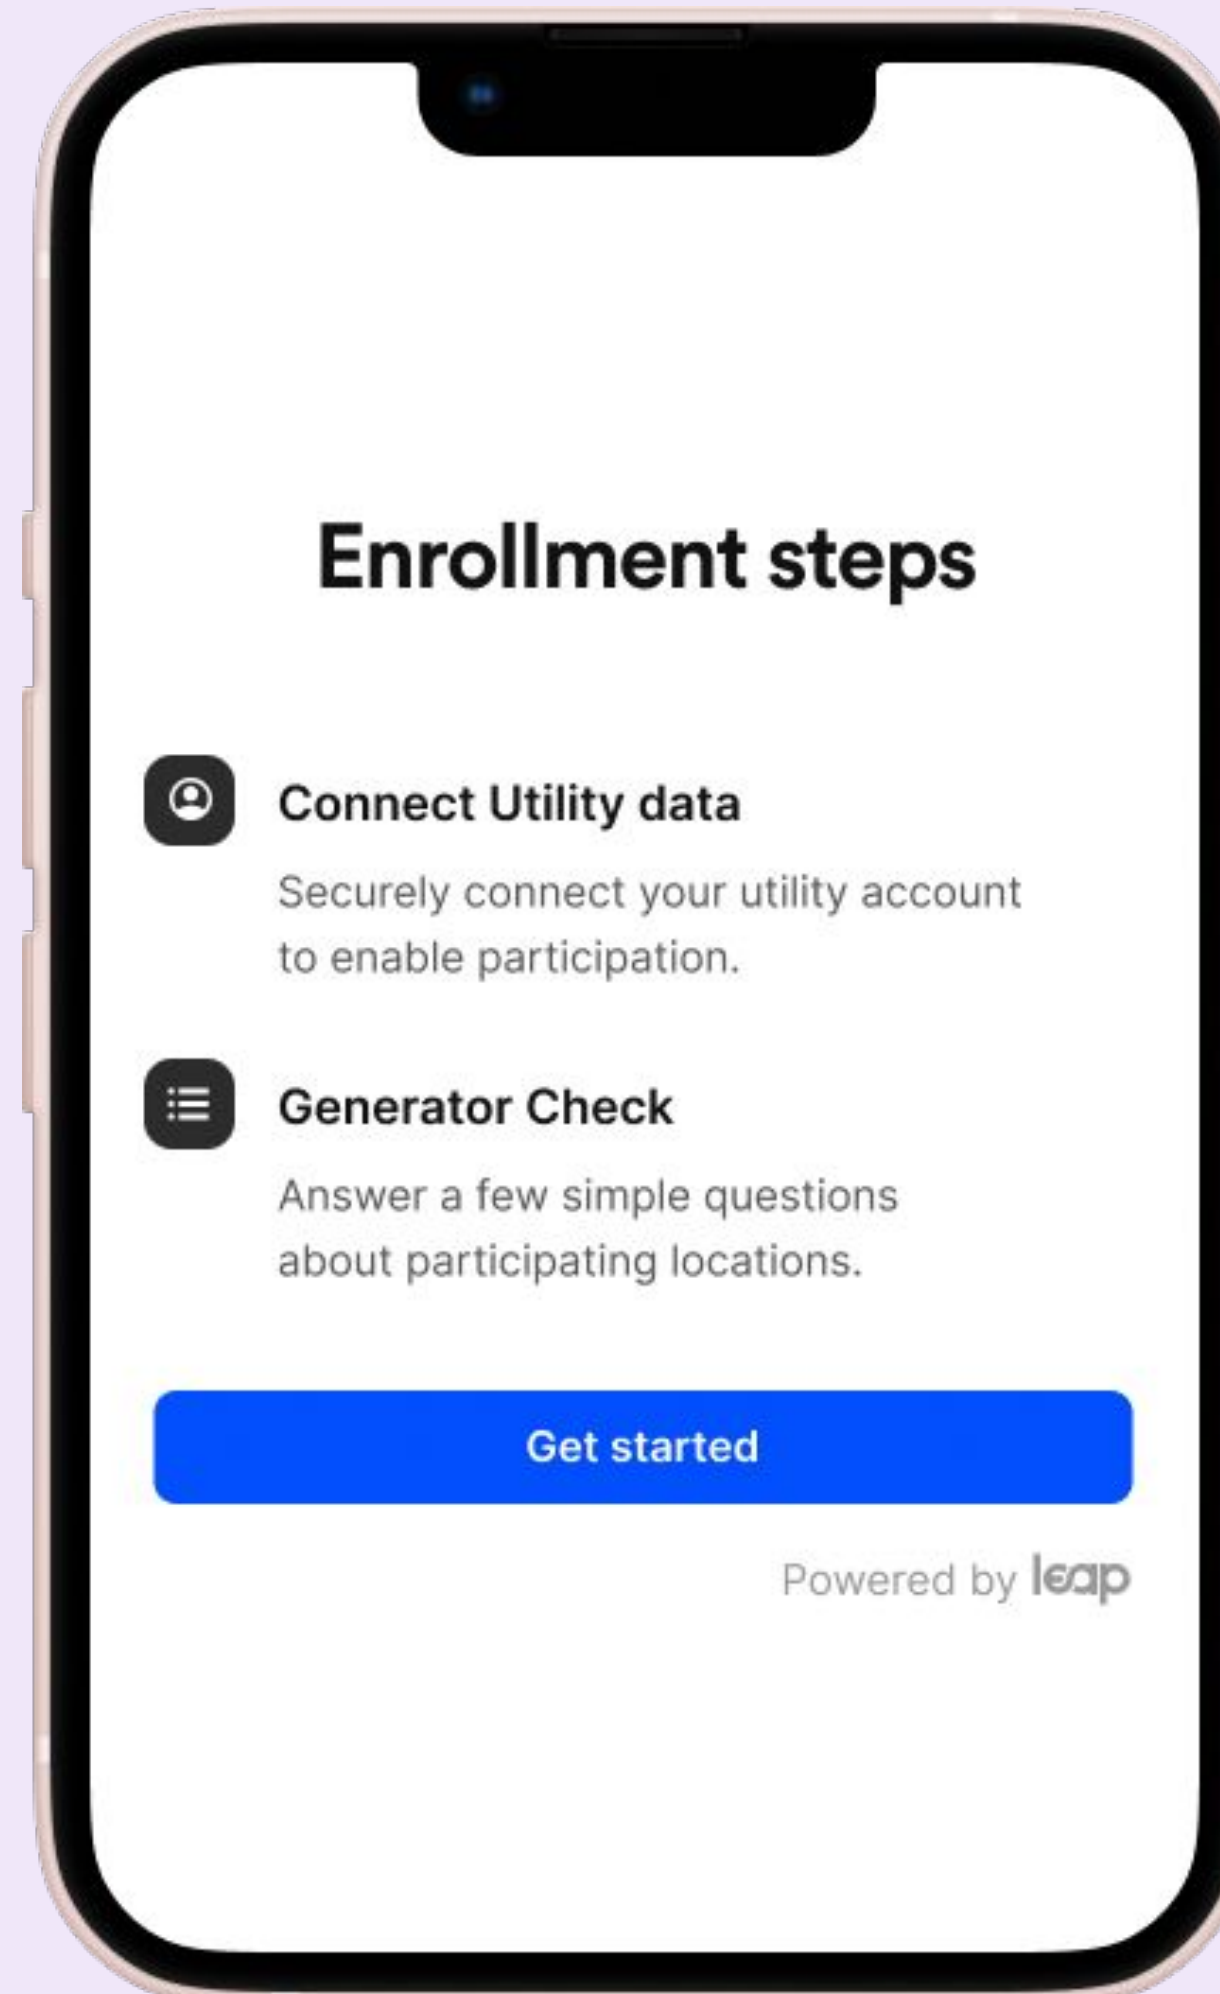 Enrollment steps
Connect Utility data
Securely connect your utility account
to enable participation.
Generator Check
Answer a few simple questions
about participating locations.
Get started
Powered by leap